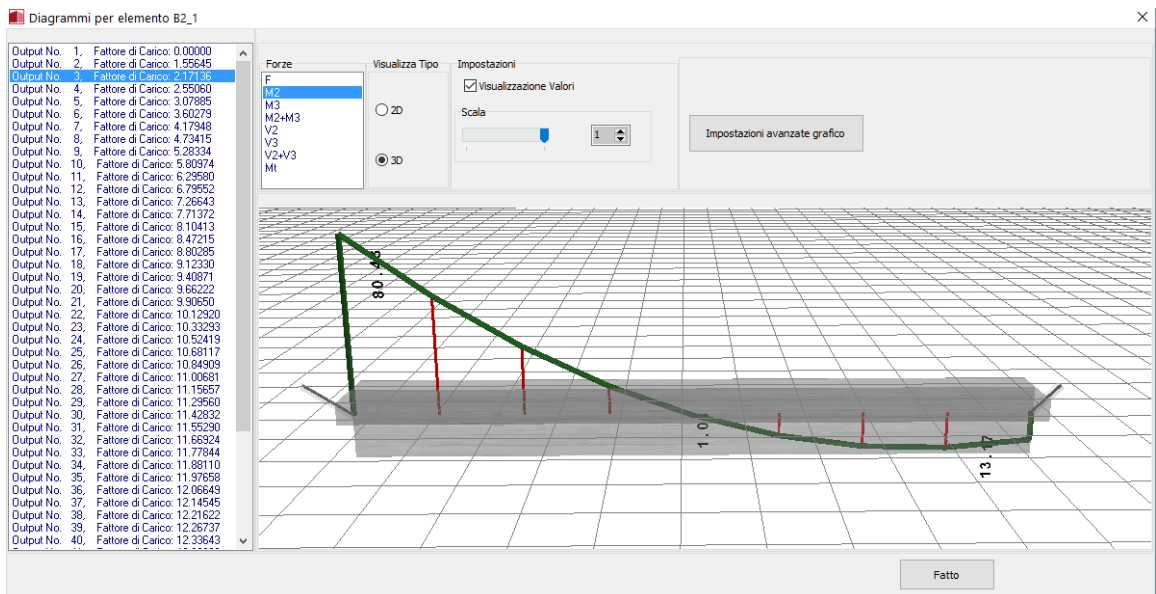 Diagrammi per elemento B2_1
Output No. 1, Fattore di Carico: 0.00000
Output No. 2, Fattore di Carico: 1.55645
Output No. 3, Fattore di Carico: 2.17136
Output No. 4, Fattore di Carico: 2.55060
Output No. 5, Fattore di Carico: 3.07885
Output No. 6, Fattore di Carico: 3.60279
Output No. 7, Fattore di Carico: 4.17948
Output No. 8, Fattore di Carico: 4.73415
Output No. 9, Fattore di Carico: 5.28334
Output No. 10, Fattore di Carico: 5.80974
Output No. 11, Fattore di Carico: 6.29580
Output No. 12, Fattore di Carico: 6.79552
Output No. 13, Fattore di Carico: 7.26643
Output No. 14, Fattore di Carico: 7.71372
Output No. 15, Fattore di Carico: 8.10413
Output No. 16, Fattore di Carico: 8.47215
Output No. 17, Fattore di Carico: 8.80285
Output No. 18, Fattore di Carico: 9.12330
Output No. 19, Fattore di Carico: 9.40871
Output No. 20, Fattore di Carico: 9.66222
Output No. 21, Fattore di Carico: 9.90650
Output No. 22, Fattore di Carico: 10.12920
Output No. 23, Fattore di Carico: 10.33293
Output No. 24, Fattore di Carico: 10.52419
Output No. 25, Fattore di Carico: 10.68117
Output No. 26, Fattore di Carico: 10.84909
Output No. 27, Fattore di Carico: 11.00681
Output No. 28, Fattore di Carico: 11.15657
Output No. 29, Fattore di Carico: 11.29560
Output No. 30, Fattore di Carico: 11.42832
Output No. 31, Fattore di Carico: 11.55290
Output No. 32, Fattore di Carico: 11.66924
Output No. 33, Fattore di Carico: 11.77844
Output No. 34, Fattore di Carico: 11.88110
Output No. 35, Fattore di Carico: 11.97658
Output No. 36, Fattore di Carico: 12.06649
Output No. 37, Fattore di Carico: 12.14545
Output No. 38, Fattore di Carico: 12.21622
Output No. 39, Fattore di Carico: 12.26737
Output No. 40, Fattore di Carico: 12.33643
Forze
F
M2
M3
M2+M3
V2
V3
V2+V3
Mt
Visualizza Tipo
2D
3D
Impostazioni
Visualizzazione Valori
Scala
1
Impostazioni avanzate grafico
Fatto